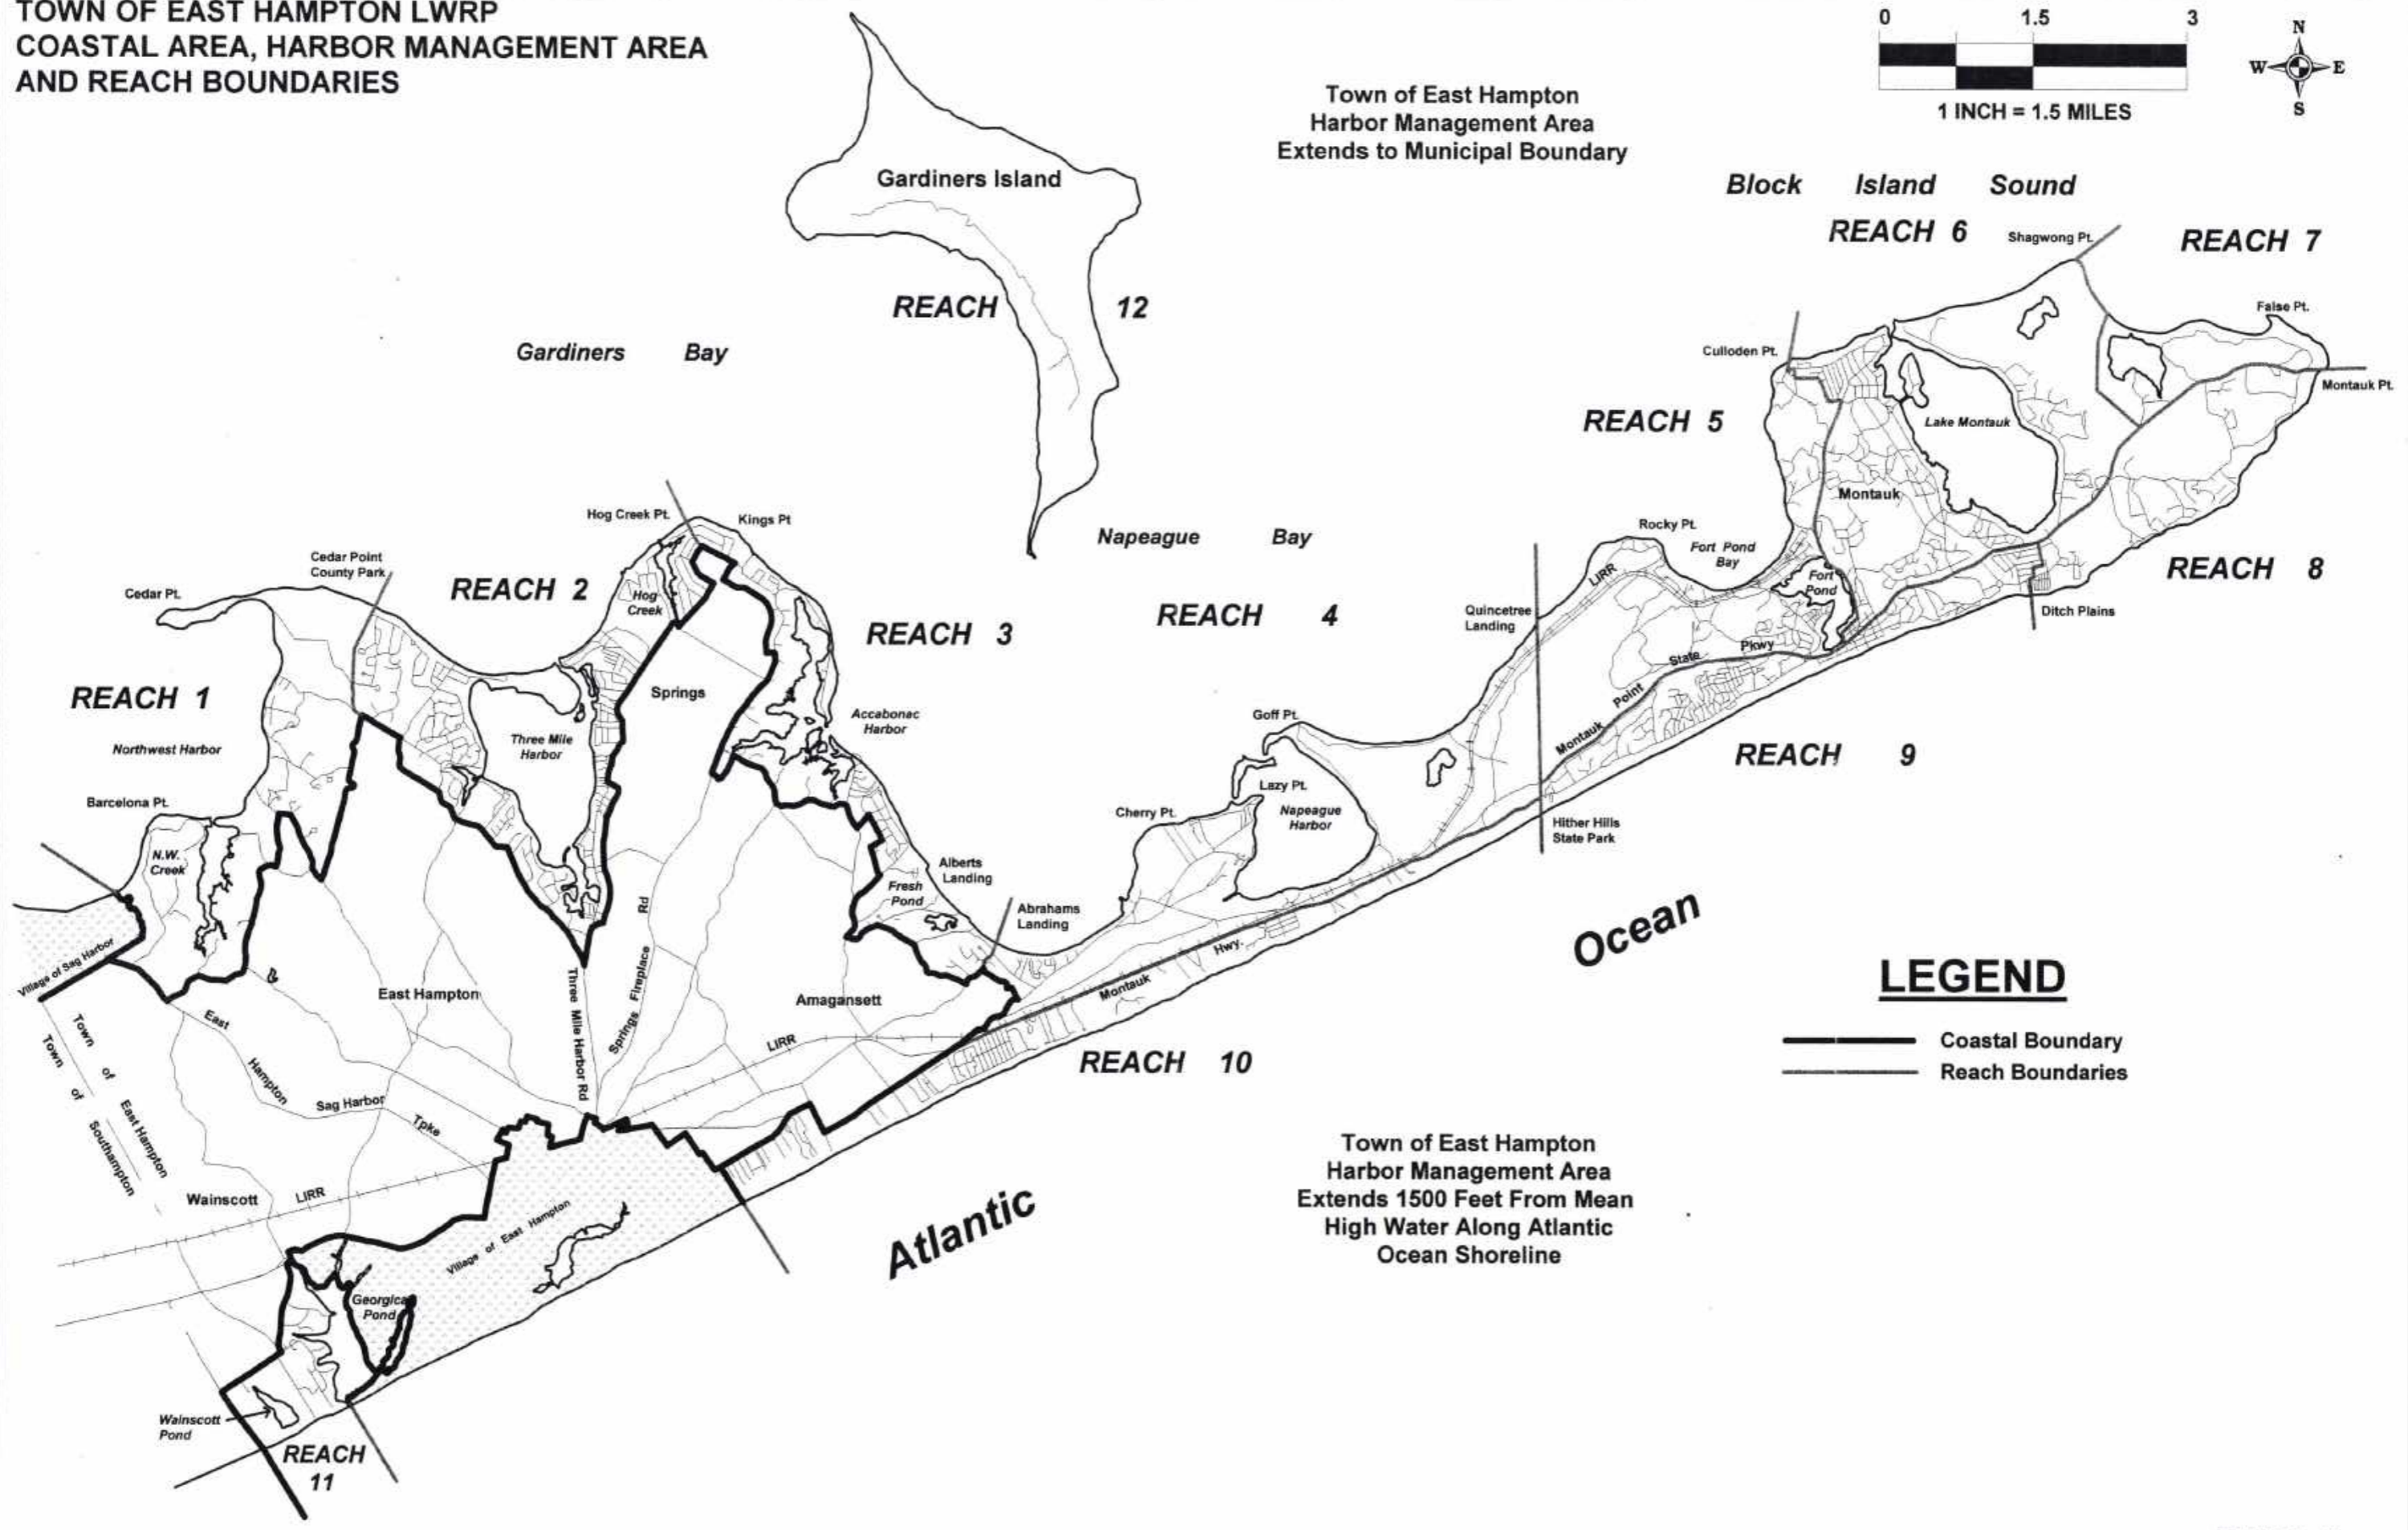 TOWN OF EAST HAMPTON LWRP
COASTAL AREA, HARBOR MANAGEMENT AREA
AND REACH BOUNDARIES
0 1.5 3
1 INCH = 1.5 MILES
N
W E
S
Town of East Hampton
Harbor Management Area
Extends to Municipal Boundary
Block Island Sound
REACH 6
Shagwong Pt.
REACH 7
Gardiners Island
REACH 12
False Pt.
Gardiners Bay
Culloden Pt.
Montauk Pt.
REACH 5
Lake Montauk
Montauk
Hog Creek Pt.
Kings Pt
Napeague Bay
Rocky Pt.
Fort Pond
Bay
Cedar Point
County Park
REACH 2
Cedar Pt.
Hog
Creek
REACH 3
REACH 4
Quincetree
Landing
LIRR
Fort
Pond
REACH 8
Ditch Plains
Montauk Point State Pkwy
REACH 1
Springs
Northwest Harbor
Three Mile
Harbor
Accabonac
Harbor
Goff Pt.
REACH 9
Lazy Pt.
Barcelona Pt.
Cherry Pt.
Napeague
Harbor
Hither Hills
State Park
N.W.
Creek
Alberts
Landing
Fresh
Pond
Abrahams
Landing
Village of Sag Harbor
East Hampton
Three Mile Harbor Rd
Springs Fireplace Rd
Amagansett
Montauk Hwy.
LIRR
REACH 10
Atlantic Ocean
LEGEND
Coastal Boundary
Reach Boundaries
Town of East Hampton
Town of Southampton
East Hampton Sag Harbor Tpke
Wainscott
LIRR
Village of East Hampton
Town of East Hampton
Harbor Management Area
Extends 1500 Feet From Mean
High Water Along Atlantic
Ocean Shoreline
Georgica
Pond
Wainscott
Pond
REACH
11